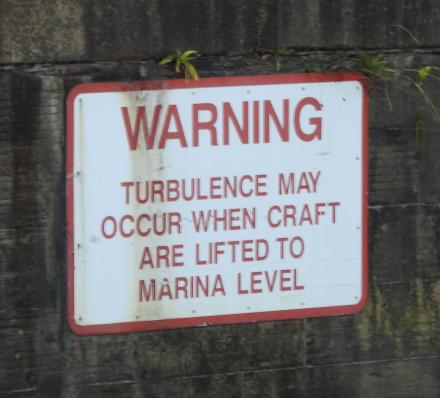 WARNING
TURBULENCE MAY
OCCUR WHEN CRAFT
ARE LIFTED TO
MARINA LEVEL